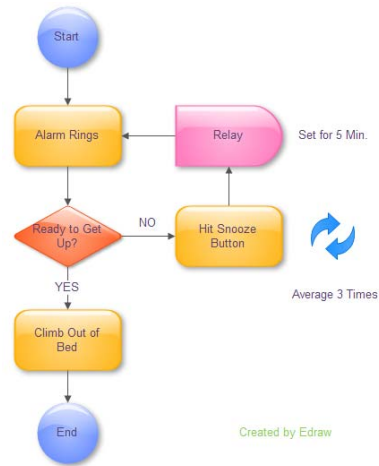 Start
Alarm Rings
Relay
Set for 5 Min.
Ready to Get
Up?
NO
Hit Snooze
Button
YES
Average 3 Times
Climb Out of
Bed
End
Created by Edraw